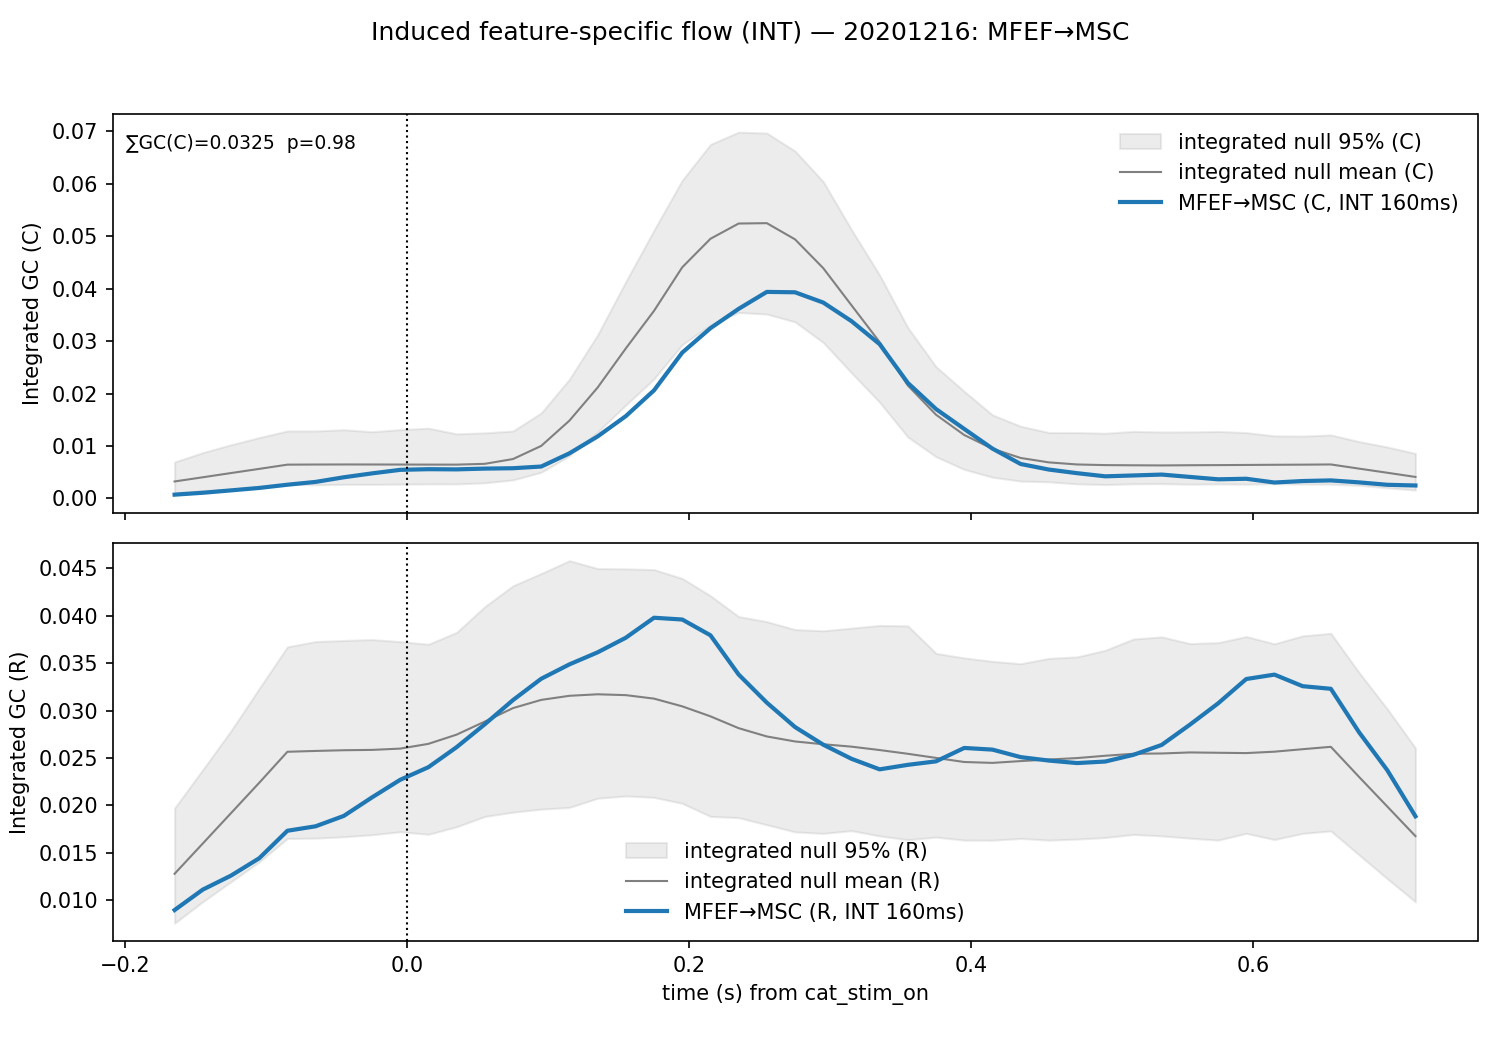 Induced feature-specific flow (INT) — 20201216: MFEF→MSC
∑GC(C)=0.0325  p=0.98
integrated null 95% (C)
integrated null mean (C)
MFEF→MSC (C, INT 160ms)
Integrated GC (C)
0.07
0.06
0.05
0.04
0.03
0.02
0.01
0.00
Integrated GC (R)
0.045
0.040
0.035
0.030
0.025
0.020
0.015
0.010
integrated null 95% (R)
integrated null mean (R)
MFEF→MSC (R, INT 160ms)
−0.2 0.0 0.2 0.4 0.6
time (s) from cat_stim_on